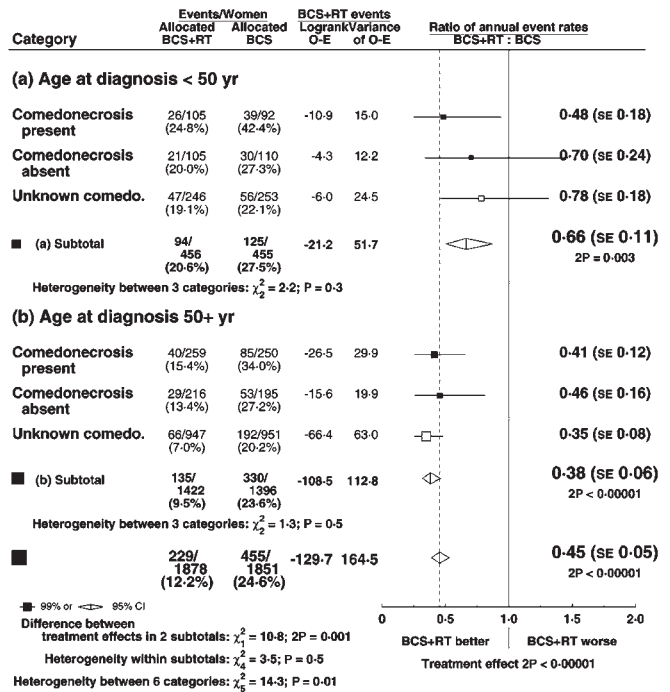 Events/Women BCS+RT events
Category Allocated BCS+RT Allocated BCS Logrank O-E Variance of O-E Ratio of annual event rates BCS+RT : BCS
(a) Age at diagnosis < 50 yr
Comedonecrosis present 26/105 (24·8%) 39/92 (42·4%) -10·9 15·0 0·48 (SE 0·18)
Comedonecrosis absent 21/105 (20·0%) 30/110 (27·3%) -4·3 12·2 0·70 (SE 0·24)
Unknown comedo. 47/246 (19·1%) 56/253 (22·1%) -6·0 24·5 0·78 (SE 0·18)
(a) Subtotal 94/456 (20·6%) 125/455 (27·5%) -21·2 51·7 0·66 (SE 0·11)
2P = 0·003
Heterogeneity between 3 categories: χ²₂ = 2·2; P = 0·3
(b) Age at diagnosis 50+ yr
Comedonecrosis present 40/259 (15·4%) 85/250 (34·0%) -26·5 29·9 0·41 (SE 0·12)
Comedonecrosis absent 29/216 (13·4%) 53/195 (27·2%) -15·6 19·9 0·46 (SE 0·16)
Unknown comedo. 66/947 (7·0%) 192/951 (20·2%) -66·4 63·0 0·35 (SE 0·08)
(b) Subtotal 135/1422 (9·5%) 330/1396 (23·6%) -108·5 112·8 0·38 (SE 0·06)
2P < 0·00001
Heterogeneity between 3 categories: χ²₂ = 1·3; P = 0·5
229/1878 (12·2%) 455/1851 (24·6%) -129·7 164·5 0·45 (SE 0·05)
2P < 0·00001
99% or 95% CI
0 0·5 1·0 1·5 2·0
Difference between
treatment effects in 2 subtotals: χ²₁ = 10·8; 2P = 0·001
BCS+RT better BCS+RT worse
Heterogeneity within subtotals: χ²₄ = 3·5; P = 0·5
Treatment effect 2P < 0·00001
Heterogeneity between 6 categories: χ²₅ = 14·3; P = 0·01